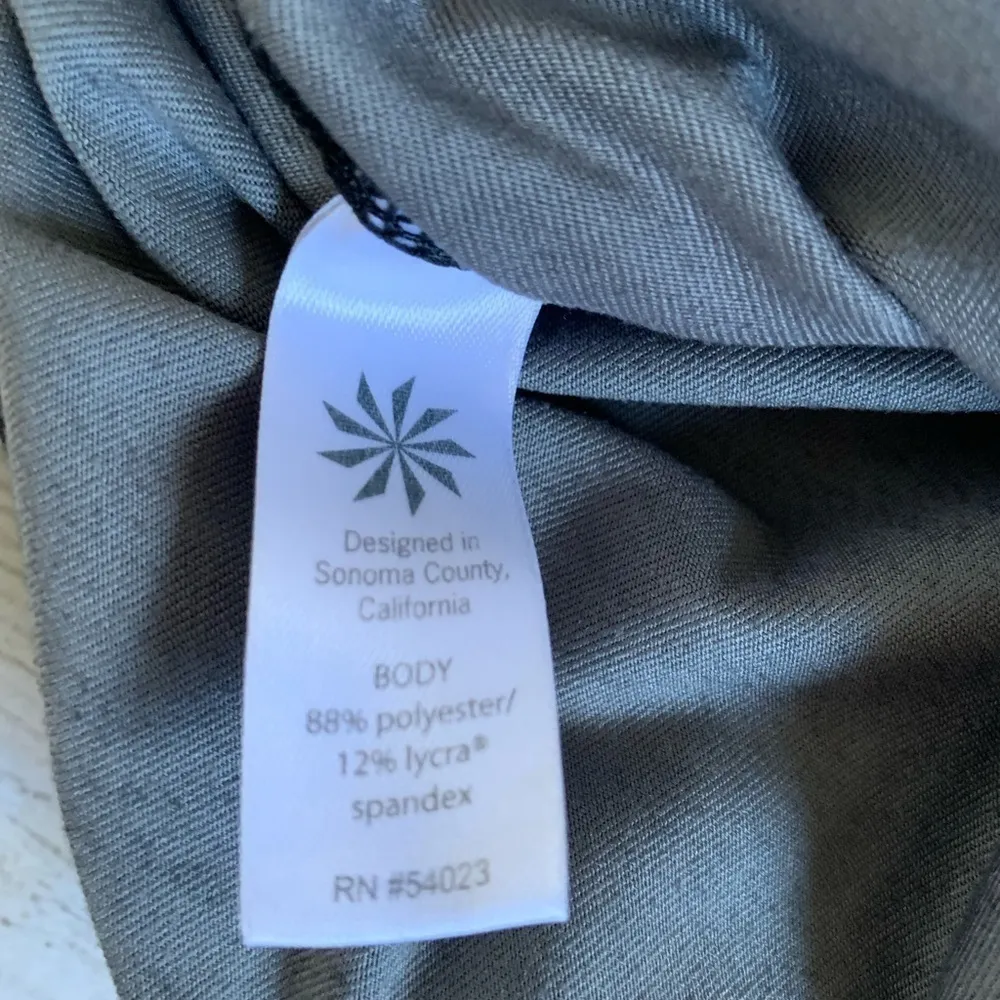 Designed in
Sonoma County,
California
BODY
88% polyester/
12% lycra®
spandex
RN #54023